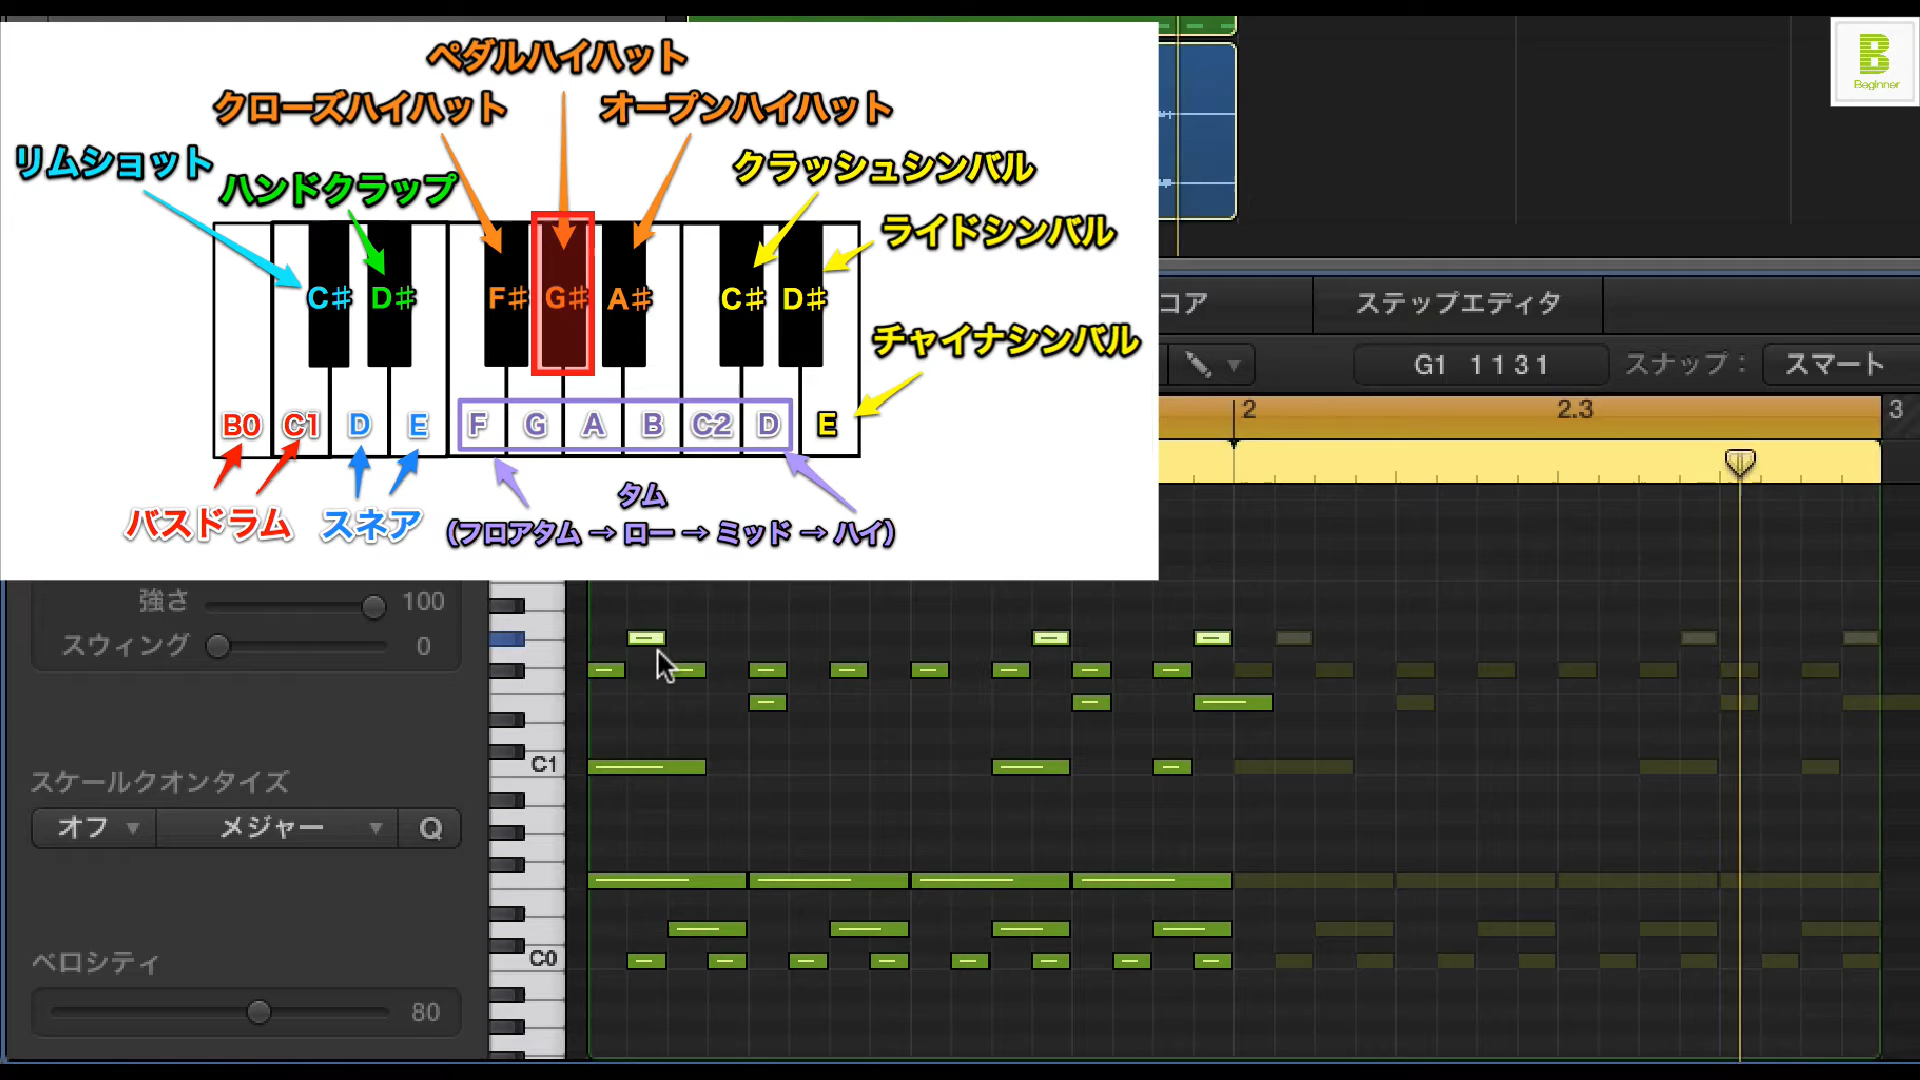 ペダルハイハット
クローズハイハット
オープンハイハット
リムショット
ハンドクラップ
クラッシュシンバル
ライドシンバル
チャイナシンバル
C♯ D♯ F♯ G♯ A♯ C♯ D♯
B0 C1 D E F G A B C2 D E
バスドラム
スネア
タム
(フロアタム → ロー → ミッド → ハイ)
B
Beginner
コア
ステップエディタ
G1 1 1 3 1
スナップ：
スマート
2
2.3
3
強さ 100
スウィング 0
スケールクオンタイズ
オフ メジャー Q
ベロシティ
80
C1
C0